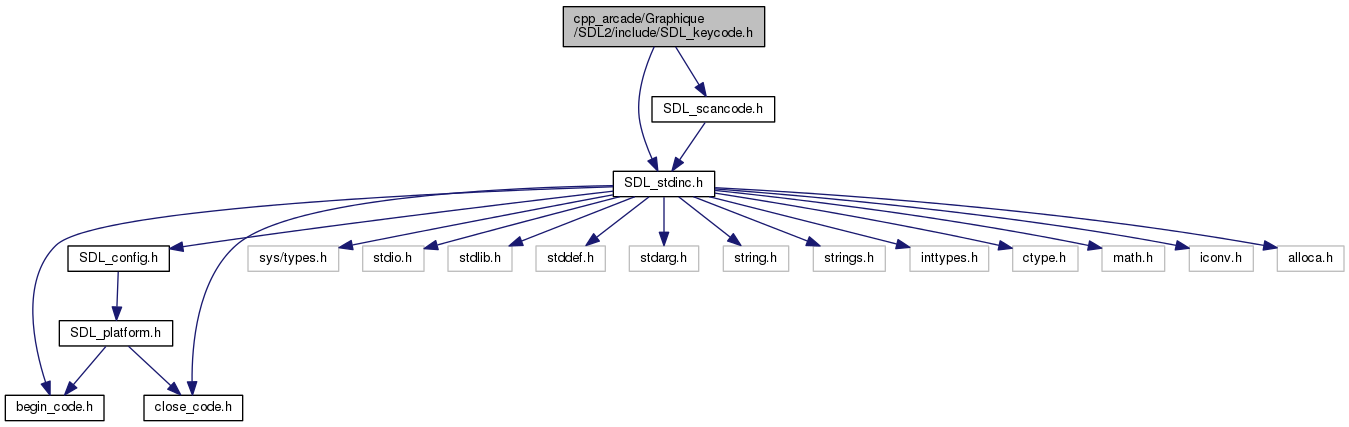 cpp_arcade/Graphique
/SDL2/include/SDL_keycode.h
SDL_scancode.h
SDL_stdinc.h
SDL_config.h
sys/types.h
stdio.h
stdlib.h
stddef.h
stdarg.h
string.h
strings.h
inttypes.h
ctype.h
math.h
iconv.h
alloca.h
SDL_platform.h
begin_code.h
close_code.h